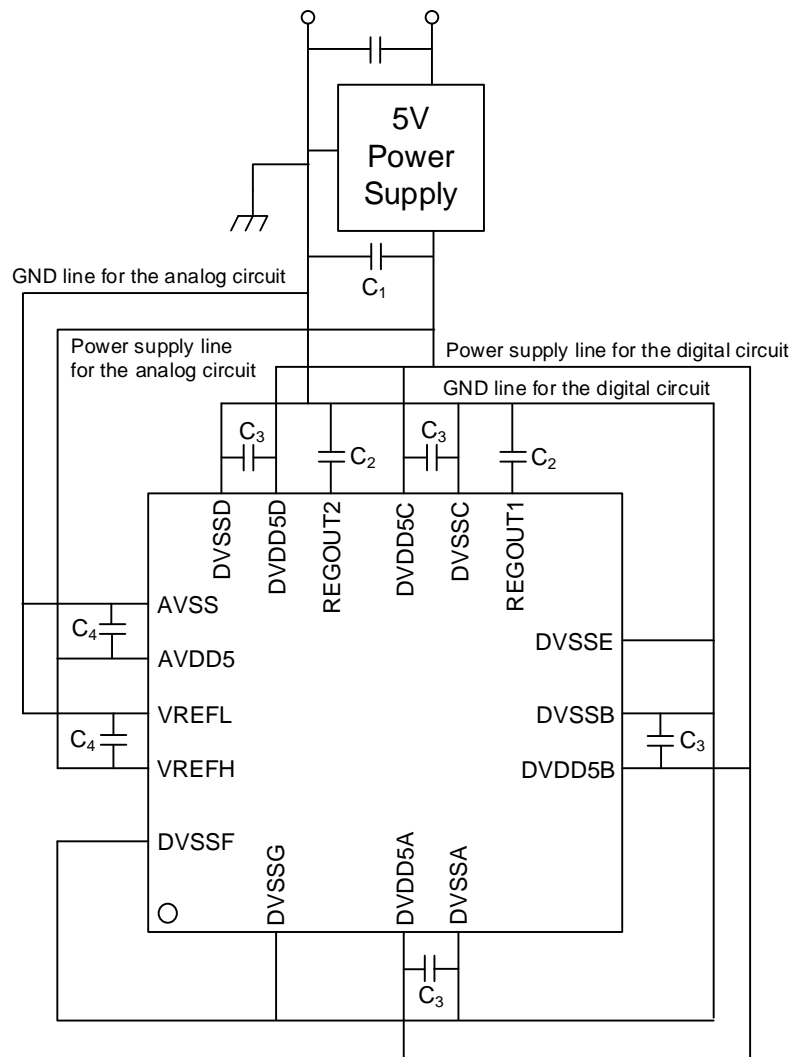 5V
Power
Supply
C1
GND line for the analog circuit
Power supply line
for the analog circuit
Power supply line for the digital circuit
GND line for the digital circuit
C3
C2
C3
C2
DVSSD
DVDD5D
REGOUT2
DVDD5C
DVSSC
REGOUT1
AVSS
C4
AVDD5
VREFL
C4
VREFH
DVSSF
DVSSE
DVSSB
C3
DVDD5B
DVSSG
DVDD5A
DVSSA
C3